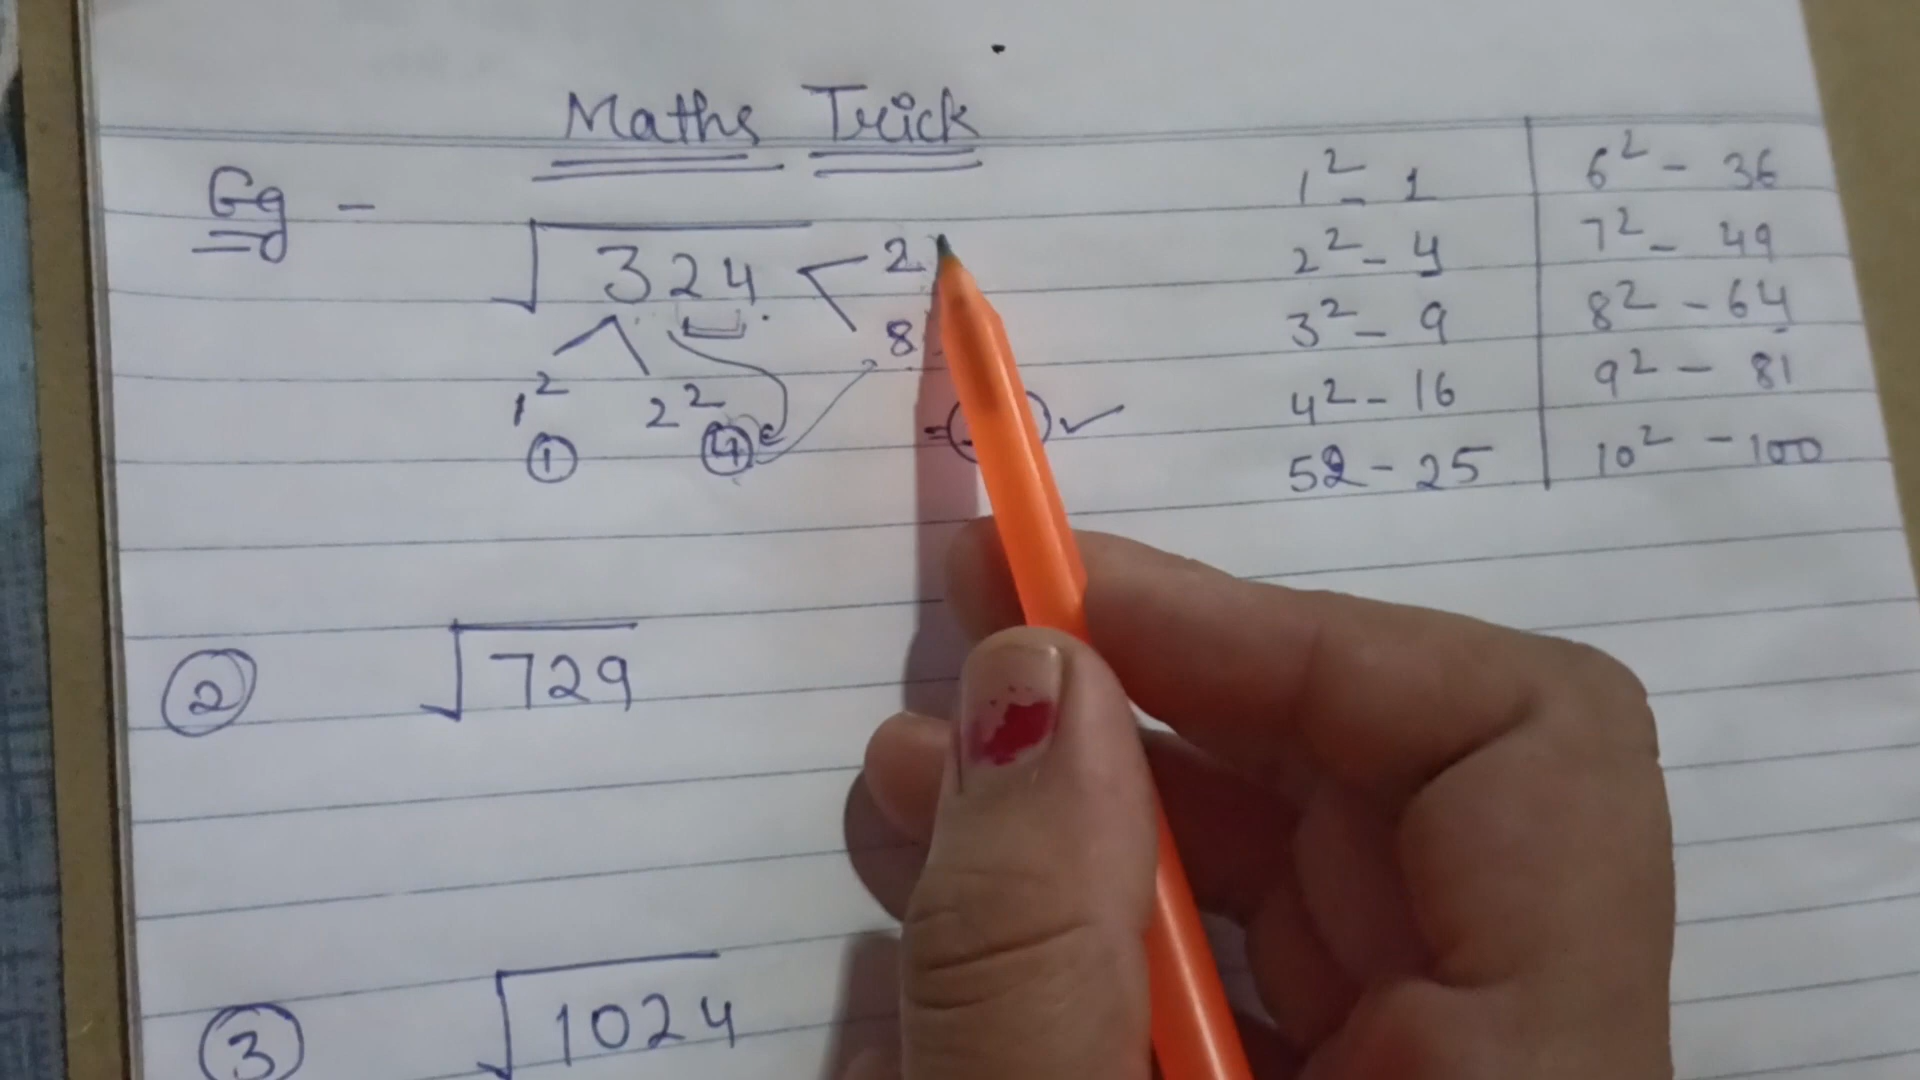 Maths Trick
Eg -
√324 < 2
8
1² 2²
① ④
=
② √729
③ √1024
1² - 1
2² - 4
3² - 9
4² - 16
52 - 25
6² - 36
7² - 49
8² - 64
9² - 81
10² - 100